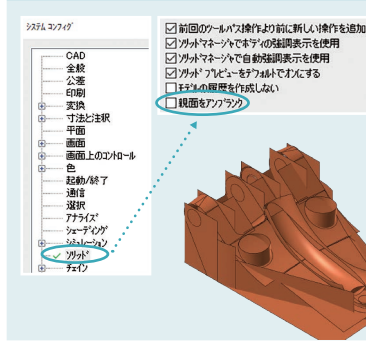 システム コンフィグ
CAD
全般
公差
印刷
変換
寸法と注釈
平面
画面
画面上のコントロール
色
起動/終了
通信
選択
アナライズ
シェーディング
シミュレーション
ソリッド
チェイン
前回のツールパス操作より前に新しい操作を追加
ソリッドマネージャでボディの強調表示を使用
ソリッドマネージャで自動強調表示を使用
ソリッド プレビューをデフォルトでオンにする
モデルの履歴を作成しない
親面をアンブランク